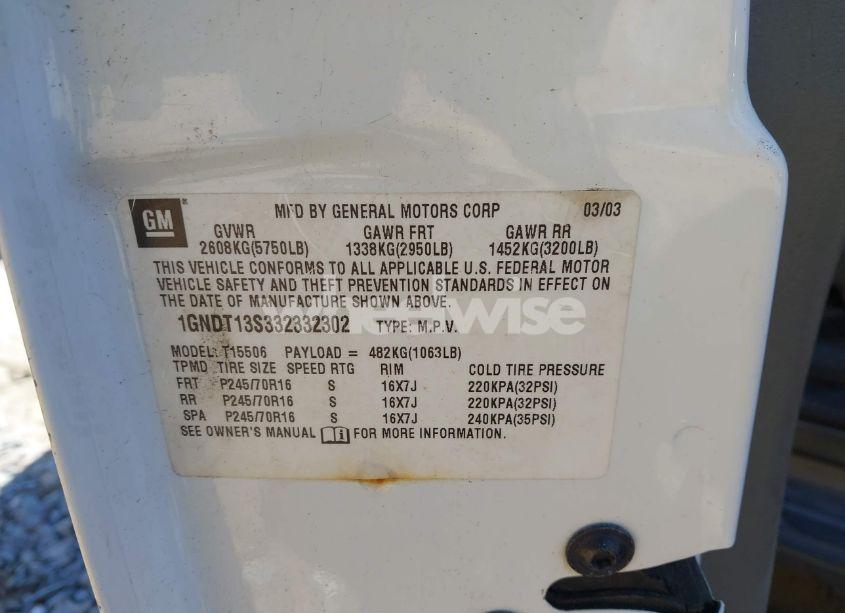 GM
MFD BY GENERAL MOTORS CORP 03/03
GVWR GAWR FRT GAWR RR
2608KG(5750LB) 1338KG(2950LB) 1452KG(3200LB)
THIS VEHICLE CONFORMS TO ALL APPLICABLE U.S. FEDERAL MOTOR
VEHICLE SAFETY AND THEFT PREVENTION STANDARDS IN EFFECT ON
THE DATE OF MANUFACTURE SHOWN ABOVE.
1GNDT13S332332302 TYPE: M.P.V.
wheelwise
MODEL: T15506 PAYLOAD = 482KG(1063LB)
TPMD TIRE SIZE SPEED RTG RIM COLD TIRE PRESSURE
FRT P245/70R16 S 16X7J 220KPA(32PSI)
RR P245/70R16 S 16X7J 220KPA(32PSI)
SPA P245/70R16 S 16X7J 240KPA(35PSI)
SEE OWNER'S MANUAL FOR MORE INFORMATION.